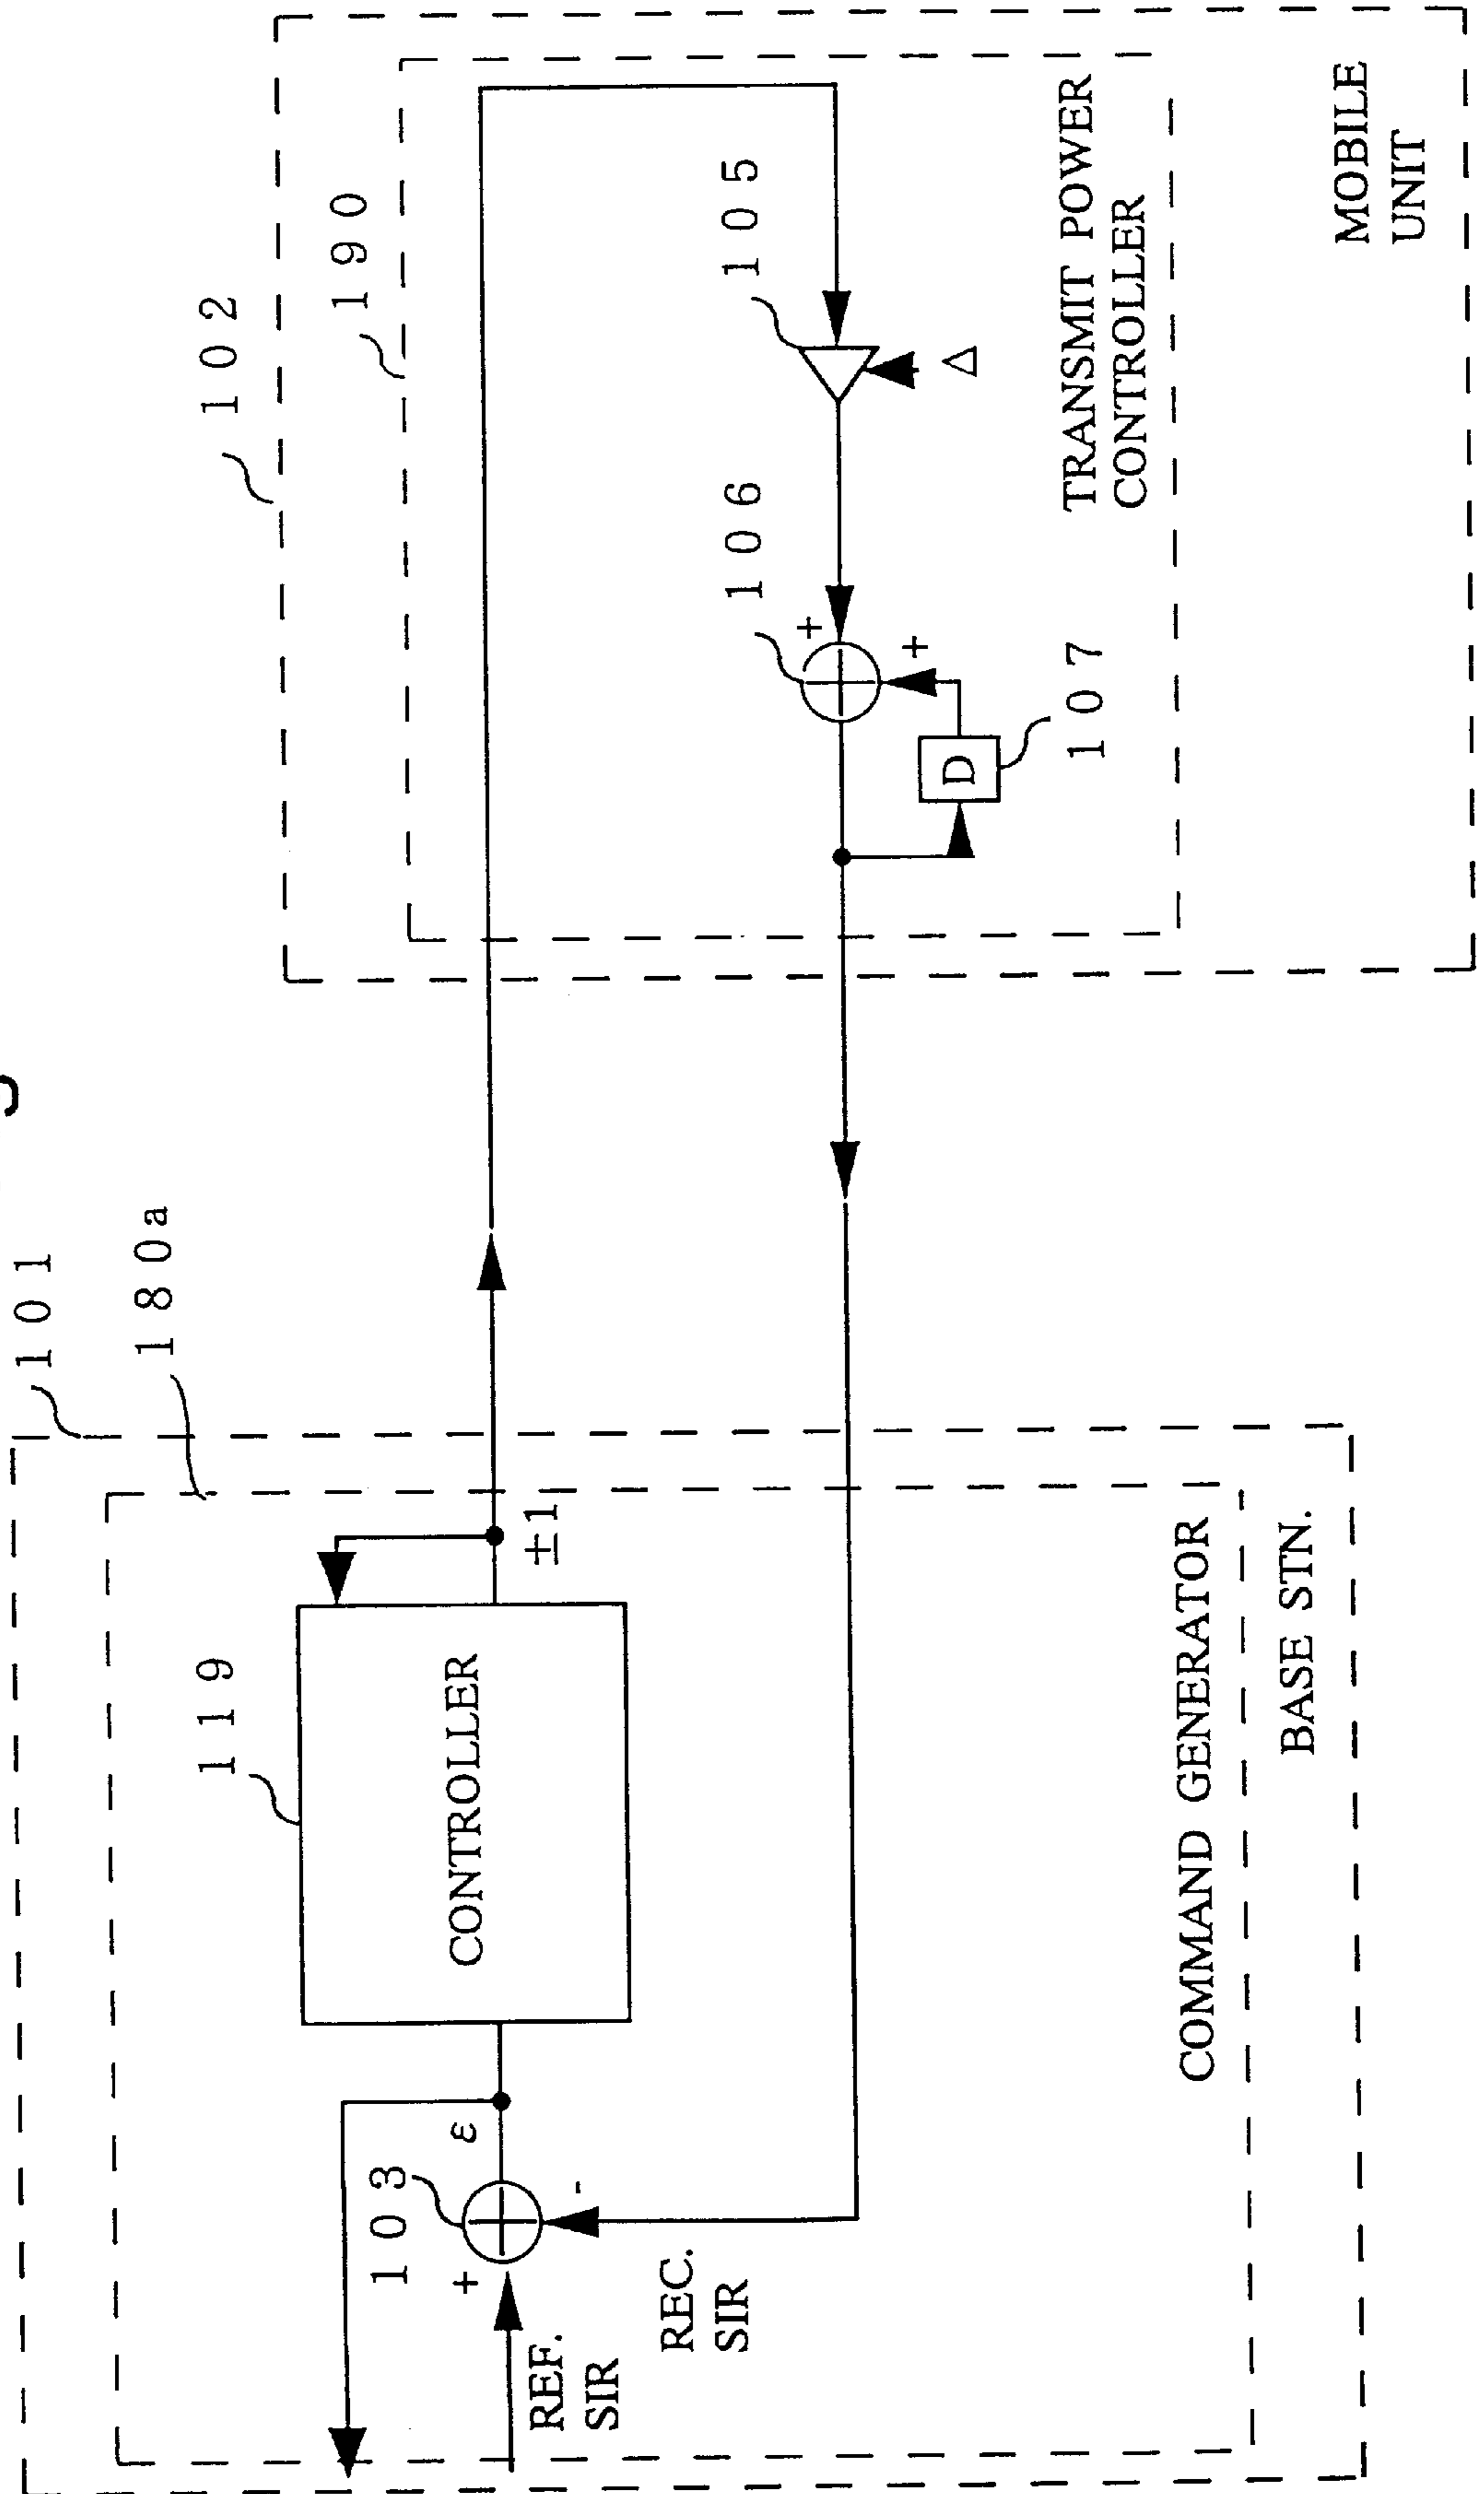 101
180a
119
CONTROLLER
±1
103
ε
+
-
REF.
SIR
REC.
SIR
COMMAND GENERATOR
BASE STN.
102
190
105
Δ
106
+
+
D
107
TRANSMIT POWER
CONTROLLER
MOBILE
UNIT